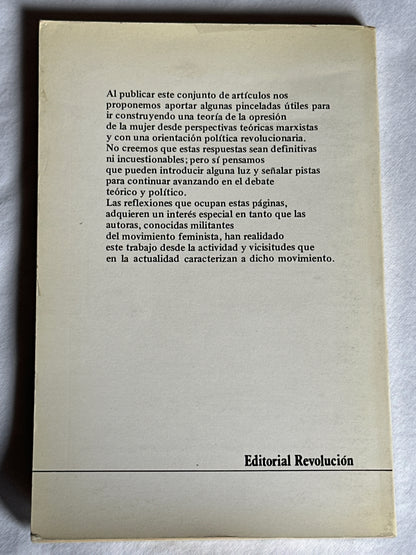 Al publicar este conjunto de artículos nos
proponemos aportar algunas pinceladas útiles para
ir construyendo una teoría de la opresión
de la mujer desde perspectivas teóricas marxistas
y con una orientación política revolucionaria.
No creemos que estas respuestas sean definitivas
ni incuestionables; pero sí pensamos
que pueden introducir alguna luz y señalar pistas
para continuar avanzando en el debate
teórico y político.
Las reflexiones que ocupan estas páginas,
adquieren un interés especial en tanto que las
autoras, conocidas militantes
del movimiento feminista, han realizado
este trabajo desde la actividad y vicisitudes que
en la actualidad caracterizan a dicho movimiento.
Editorial Revolución